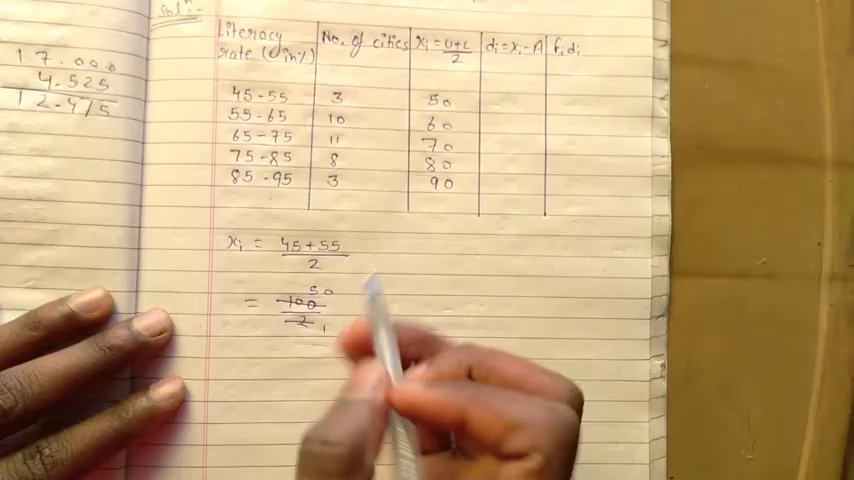 Solⁿ:-
17.000
4.525
12.475
Literacy rate (in%) No. of cities xi = U+L/2 di = xi - A fidi
45-55 3 50
55-65 10 60
65-75 11 70
75-85 8 80
85-95 3 90
xi = 45+55/2
= 100/2 50 1